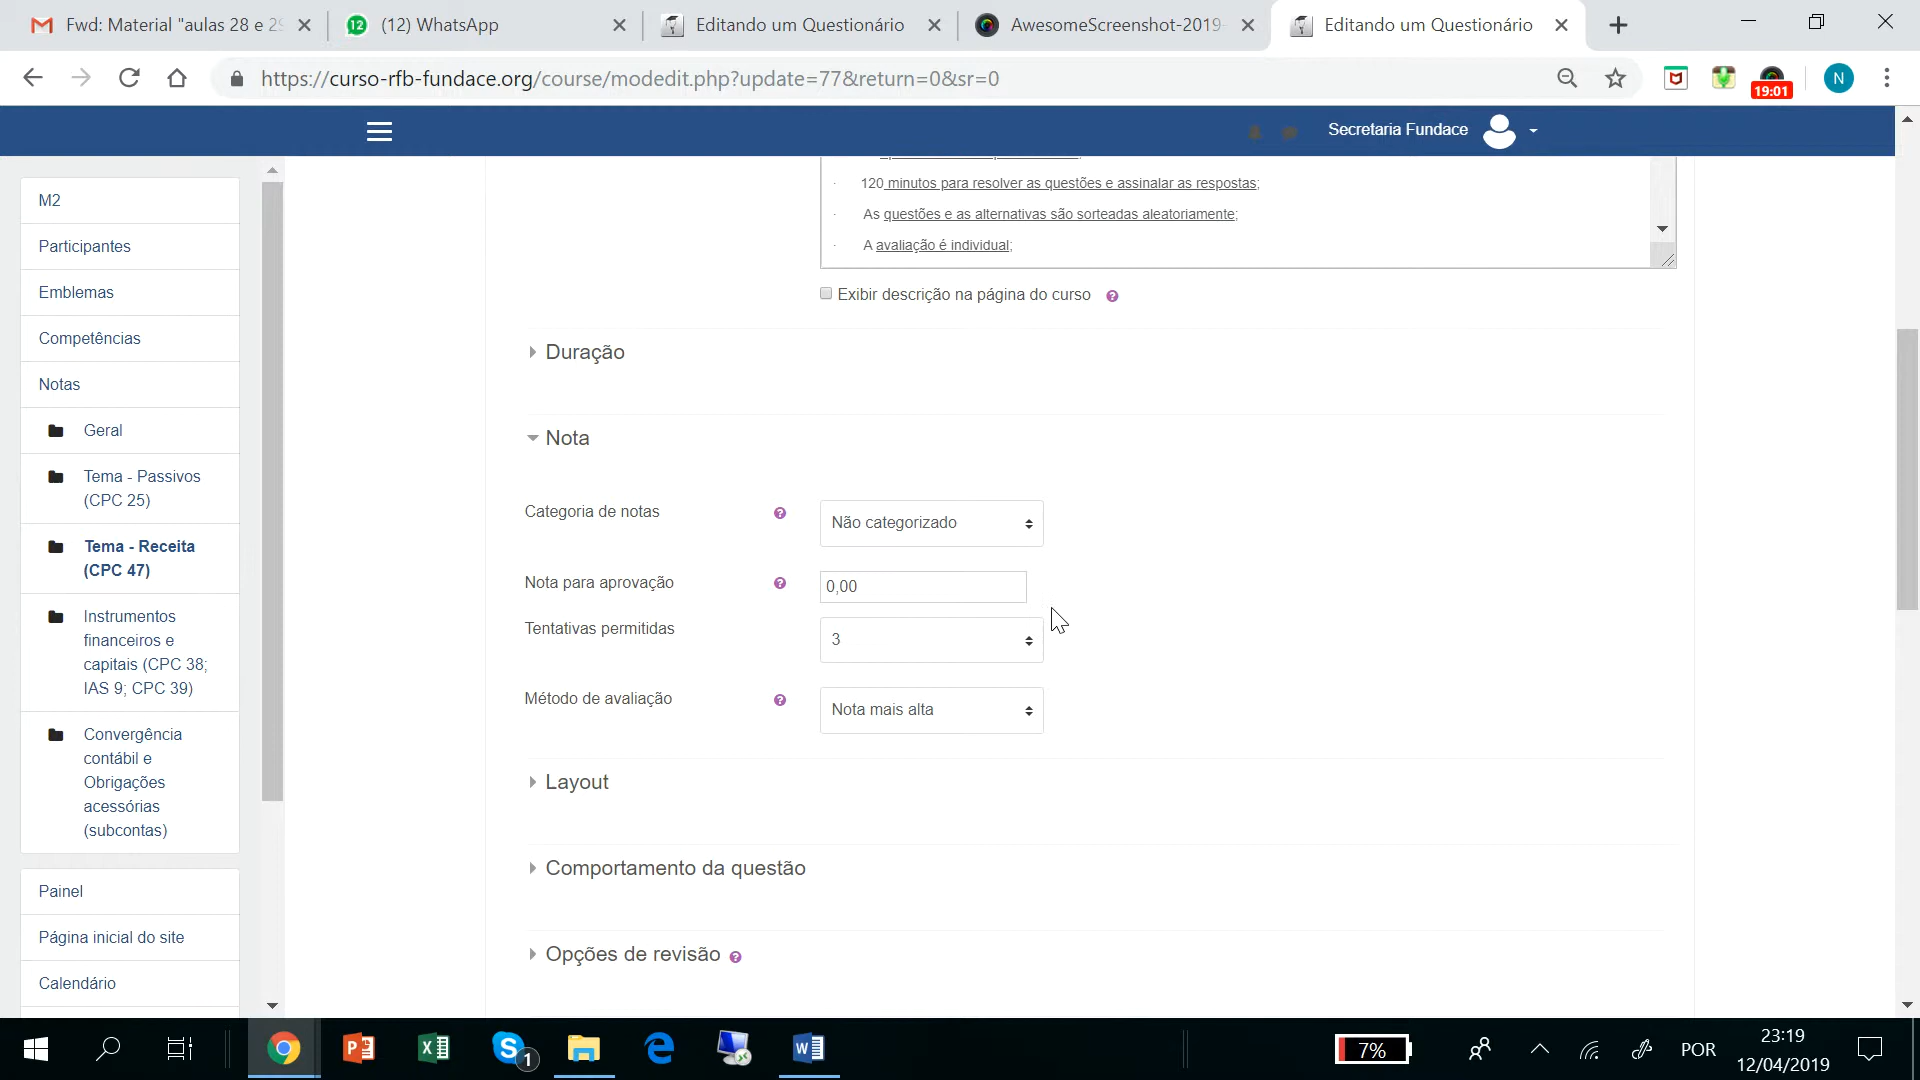 Fwd: Material "aulas 28 e 29
(12) WhatsApp
Editando um Questionário
AwesomeScreenshot-2019-
Editando um Questionário
https://curso-rfb-fundace.org/course/modedit.php?update=77&return=0&sr=0
N
19:01
Secretaria Fundace
M2
Participantes
Emblemas
Competências
Notas
Geral
Tema - Passivos
(CPC 25)
Tema - Receita
(CPC 47)
Instrumentos
financeiros e
capitais (CPC 38;
IAS 9; CPC 39)
Convergência
contábil e
Obrigações
acessórias
(subcontas)
Painel
Página inicial do site
Calendário
· 120 minutos para resolver as questões e assinalar as respostas;
· As questões e as alternativas são sorteadas aleatoriamente;
· A avaliação é individual;
Exibir descrição na página do curso
Duração
Nota
Categoria de notas
Não categorizado
Nota para aprovação
0,00
Tentativas permitidas
3
Método de avaliação
Nota mais alta
Layout
Comportamento da questão
Opções de revisão
1
7%
POR
23:19
12/04/2019